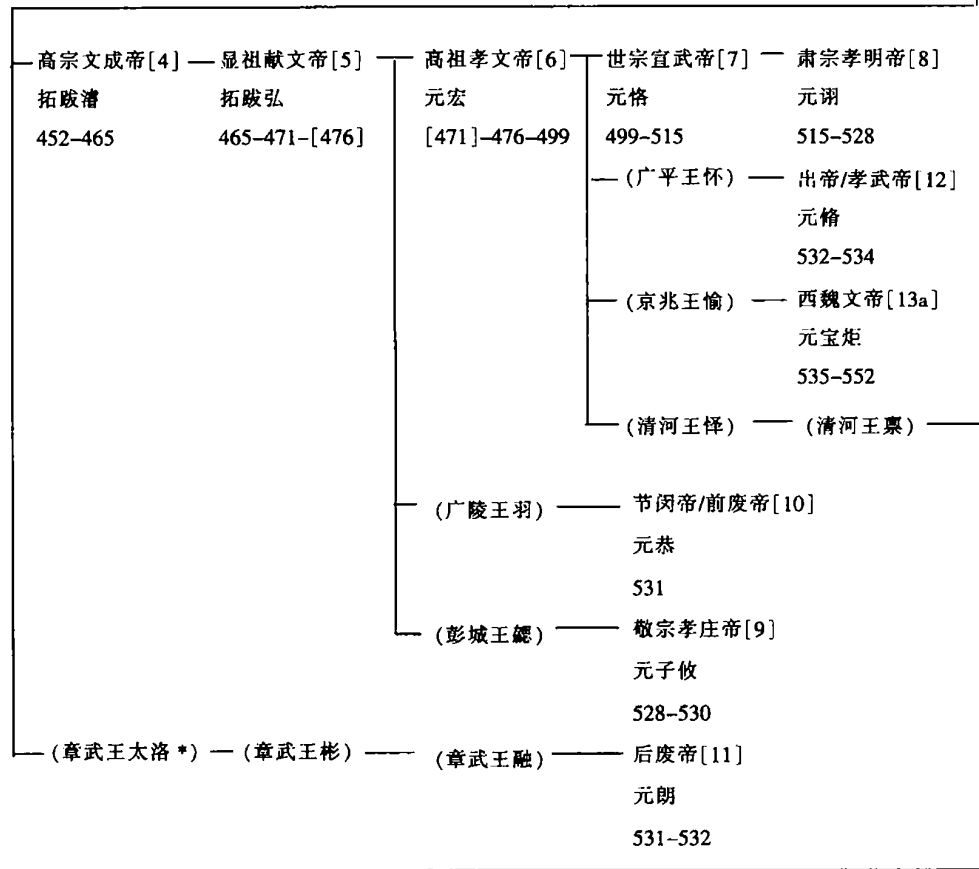 高宗文成帝[4] 显祖献文帝[5] 高祖孝文帝[6] 世宗宣武帝[7] 肃宗孝明帝[8]
拓跋濬 拓跋弘 元宏 元恪 元诩
452-465 465-471-[476] [471]-476-499 499-515 515-528
(广平王怀) 出帝/孝武帝[12]
元脩
532-534
(京兆王愉) 西魏文帝[13a]
元宝炬
535-552
(清河王怿) (清河王亶)
(广陵王羽) 节闵帝/前废帝[10]
元恭
531
(彭城王勰) 敬宗孝庄帝[9]
元子攸
528-530
(章武王太洛*) (章武王彬) (章武王融) 后废帝[11]
元朗
531-532